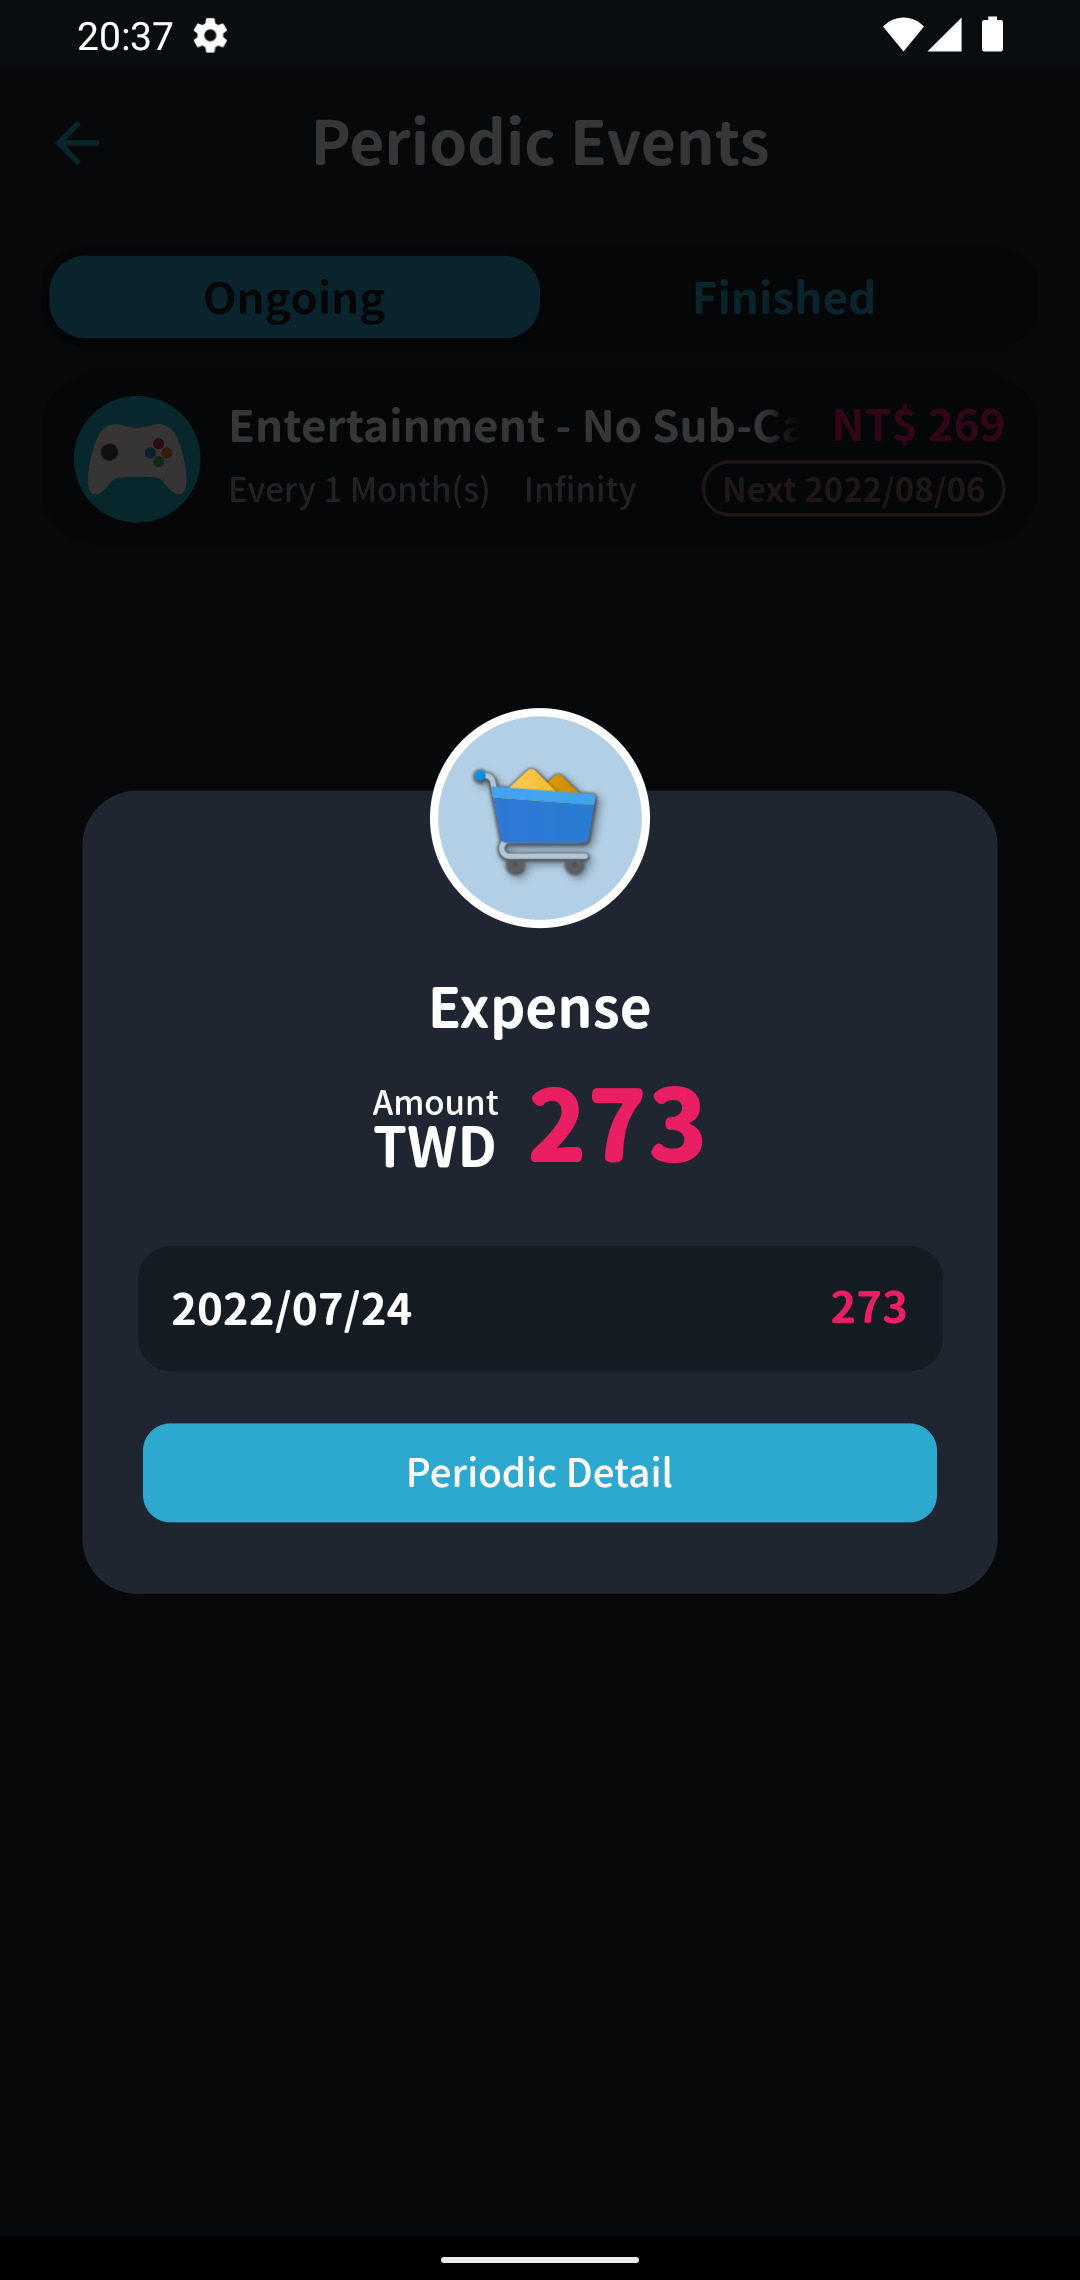 20:37
Periodic Events
Ongoing
Finished
Entertainment - No Sub-Ca
NT$ 269
Every 1 Month(s)
Infinity
Next 2022/08/06
Expense
Amount
TWD
273
2022/07/24
273
Periodic Detail